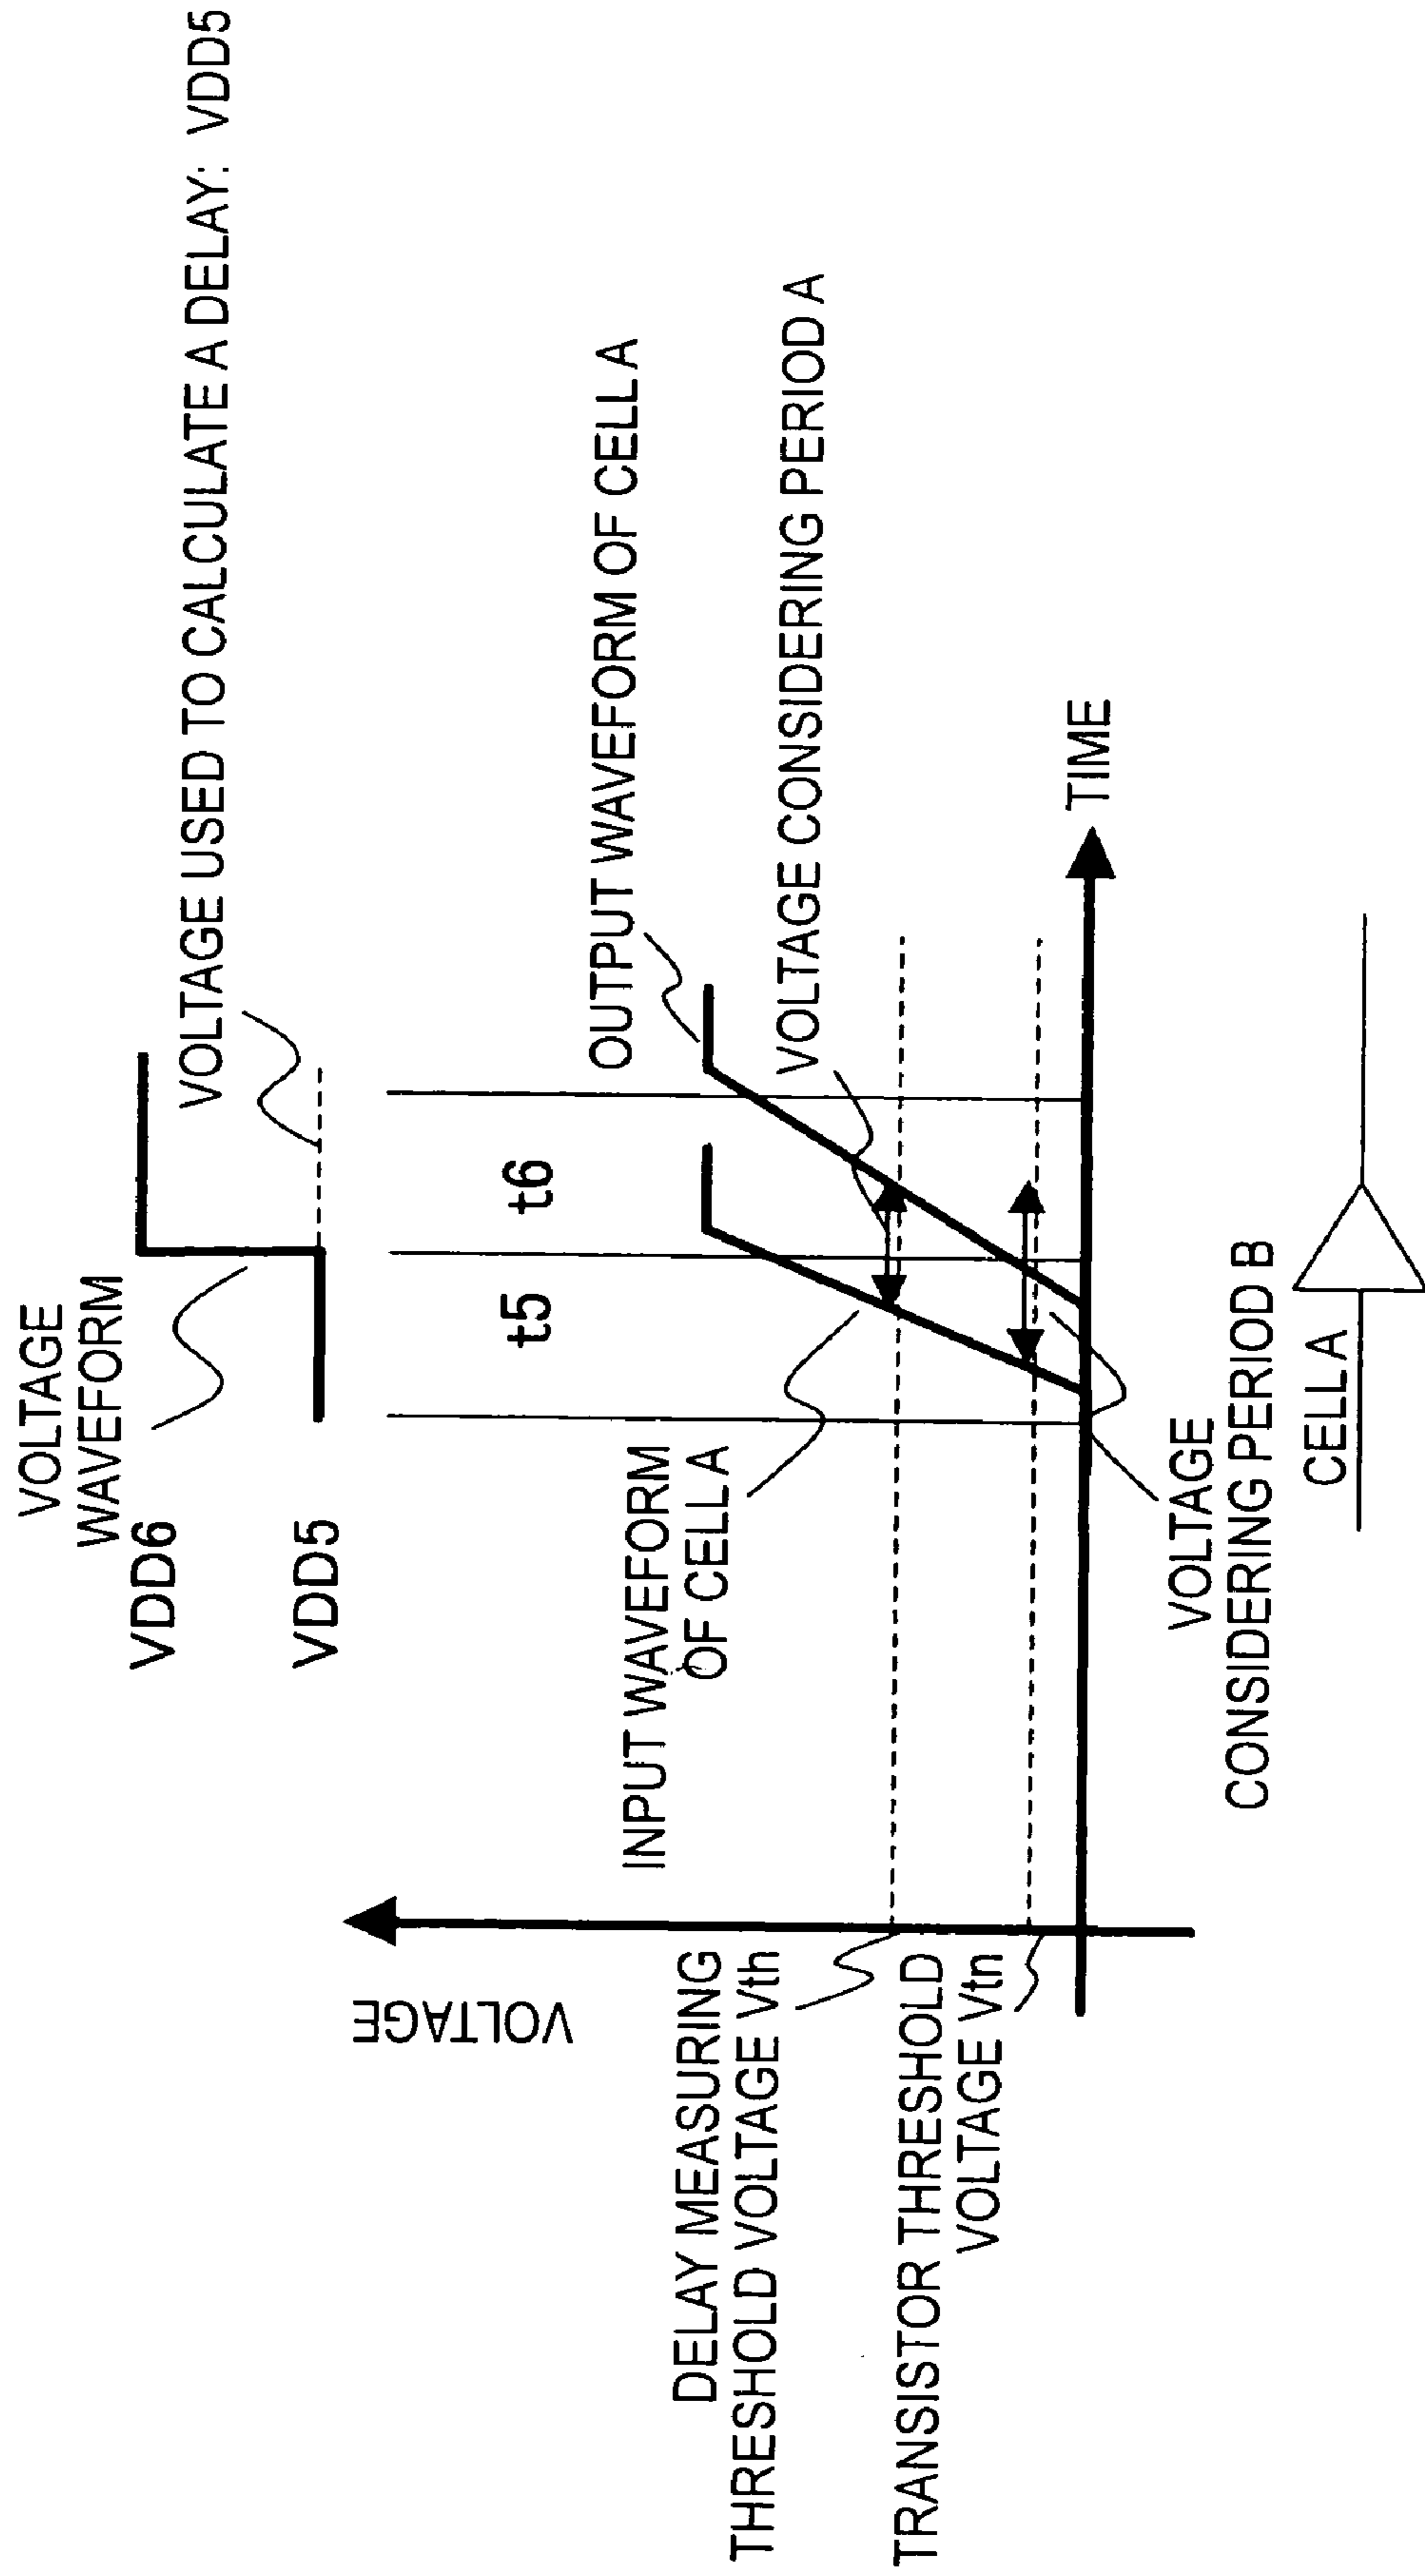 VOLTAGE
WAVEFORM
VDD6
VDD5
VOLTAGE USED TO CALCULATE A DELAY: VDD5
t5
t6
VOLTAGE
INPUT WAVEFORM
OF CELL A
OUTPUT WAVEFORM OF CELL A
DELAY MEASURING
THRESHOLD VOLTAGE Vth
VOLTAGE CONSIDERING PERIOD A
TRANSISTOR THRESHOLD
VOLTAGE Vtn
TIME
VOLTAGE
CONSIDERING PERIOD B
CELL A